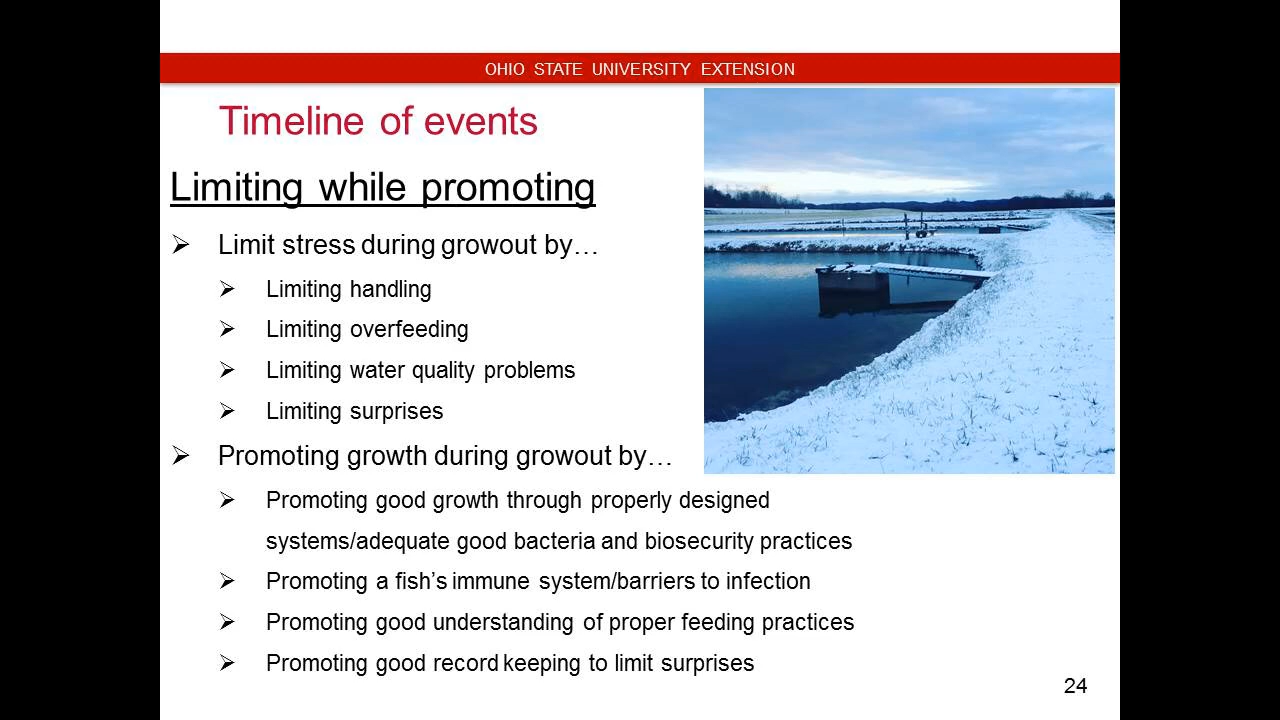 OHIO STATE UNIVERSITY EXTENSION
Timeline of events
Limiting while promoting
➢ Limit stress during growout by…
➢ Limiting handling
➢ Limiting overfeeding
➢ Limiting water quality problems
➢ Limiting surprises
➢ Promoting growth during growout by…
➢ Promoting good growth through properly designed
systems/adequate good bacteria and biosecurity practices
➢ Promoting a fish’s immune system/barriers to infection
➢ Promoting good understanding of proper feeding practices
➢ Promoting good record keeping to limit surprises
24